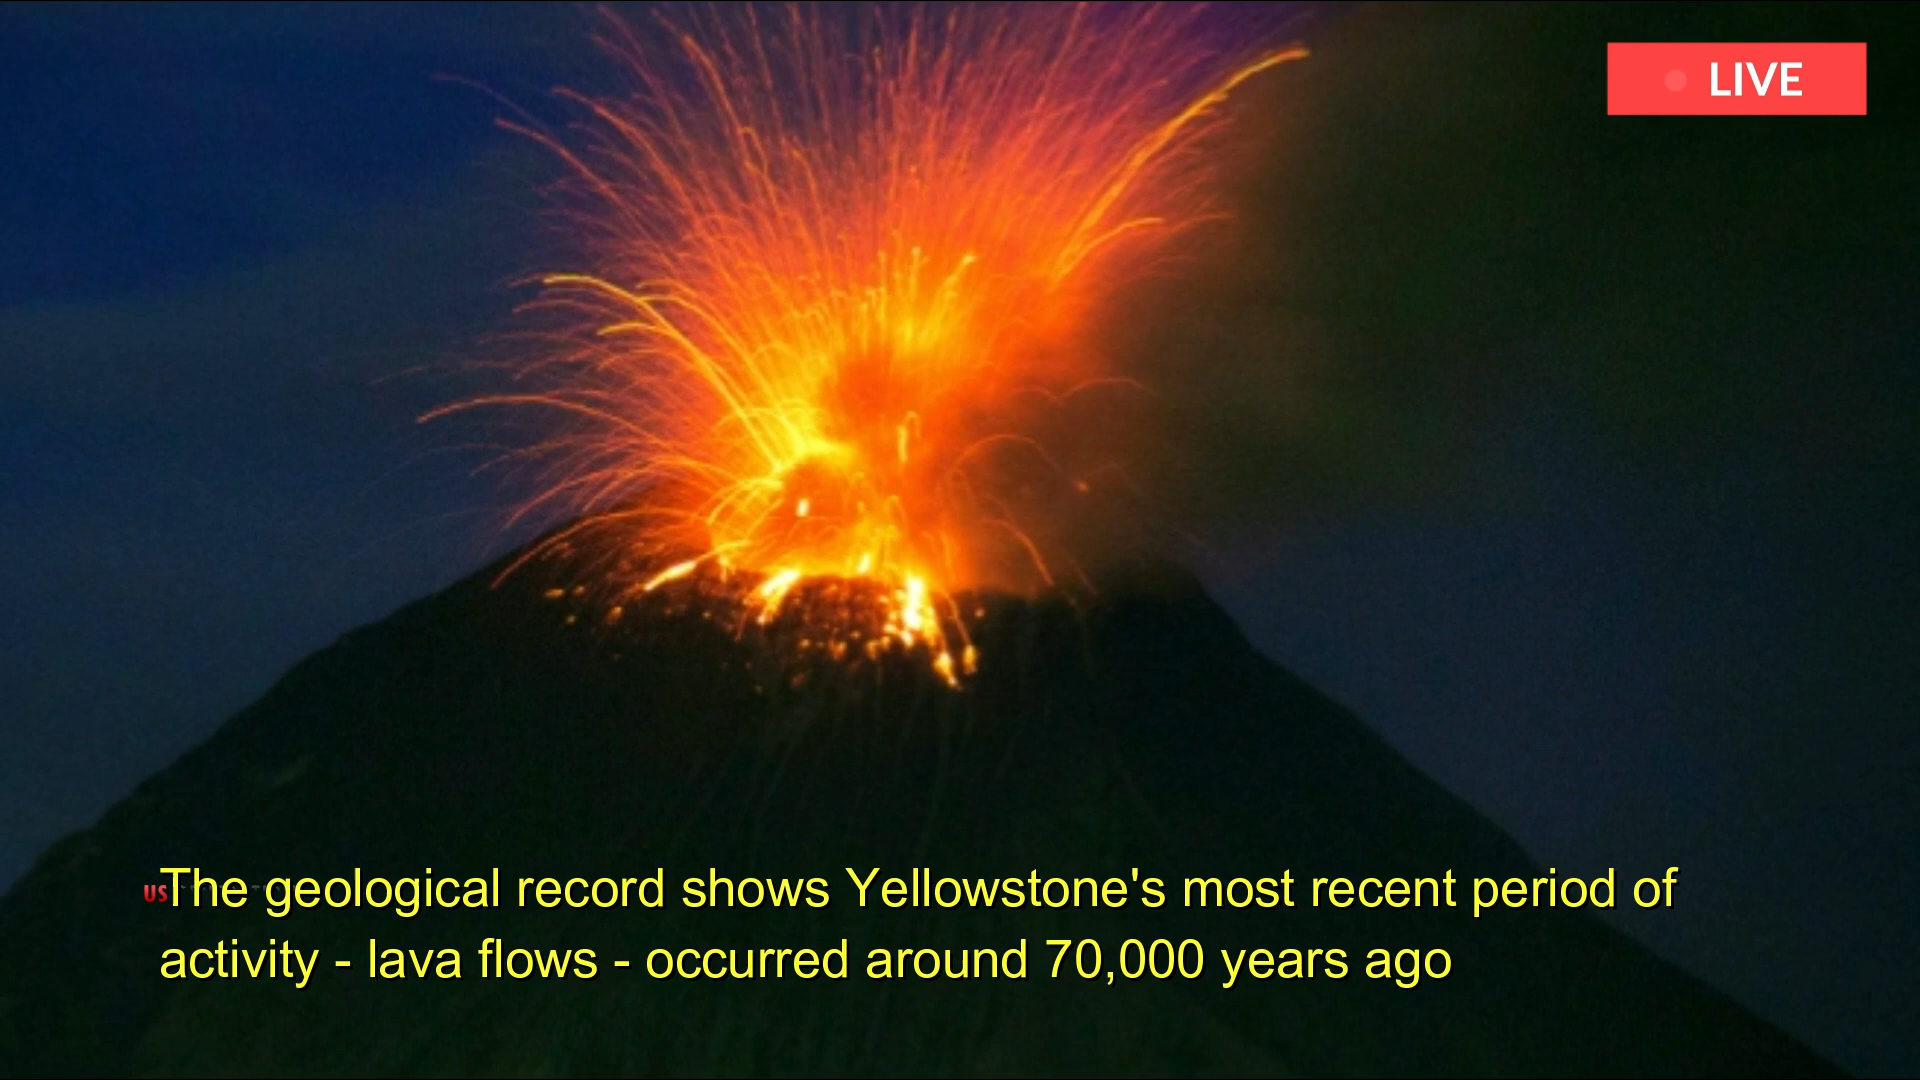 LIVE
US
The geological record shows Yellowstone's most recent period of
activity - lava flows - occurred around 70,000 years ago